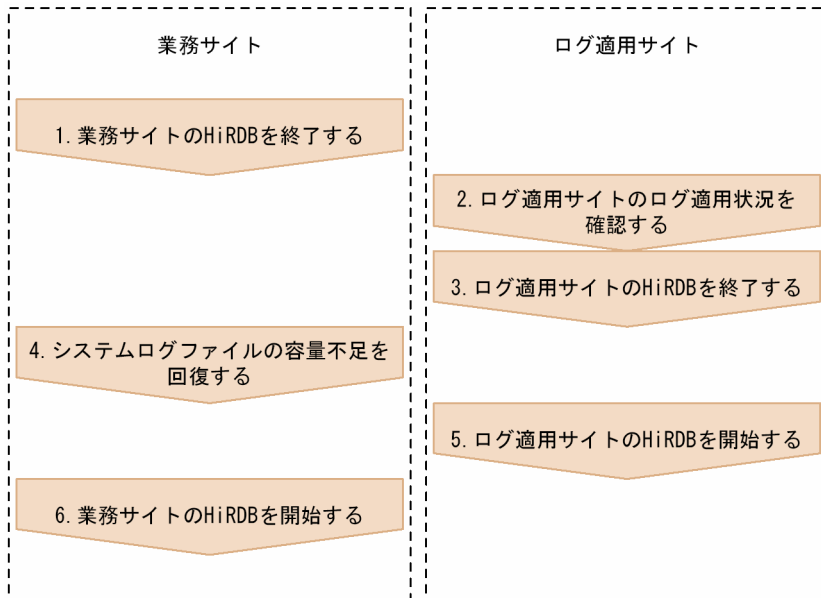 業務サイト
ログ適用サイト
1.業務サイトのHiRDBを終了する
2.ログ適用サイトのログ適用状況を
確認する
3.ログ適用サイトのHiRDBを終了する
4.システムログファイルの容量不足を
回復する
5.ログ適用サイトのHiRDBを開始する
6.業務サイトのHiRDBを開始する